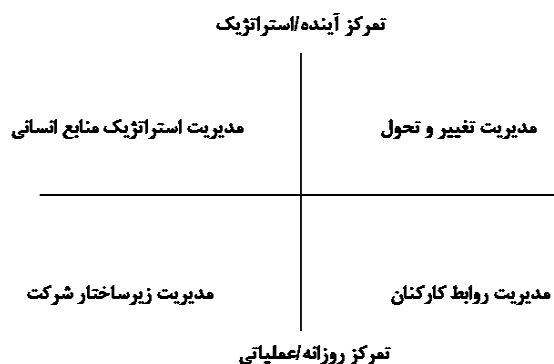 تمرکز آینده/استراتژیک
مدیریت تغییر و تحول
مدیریت استراتژیک منابع انسانی
مدیریت روابط کارکنان
مدیریت زیرساختار شرکت
تمرکز روزانه/عملیاتی